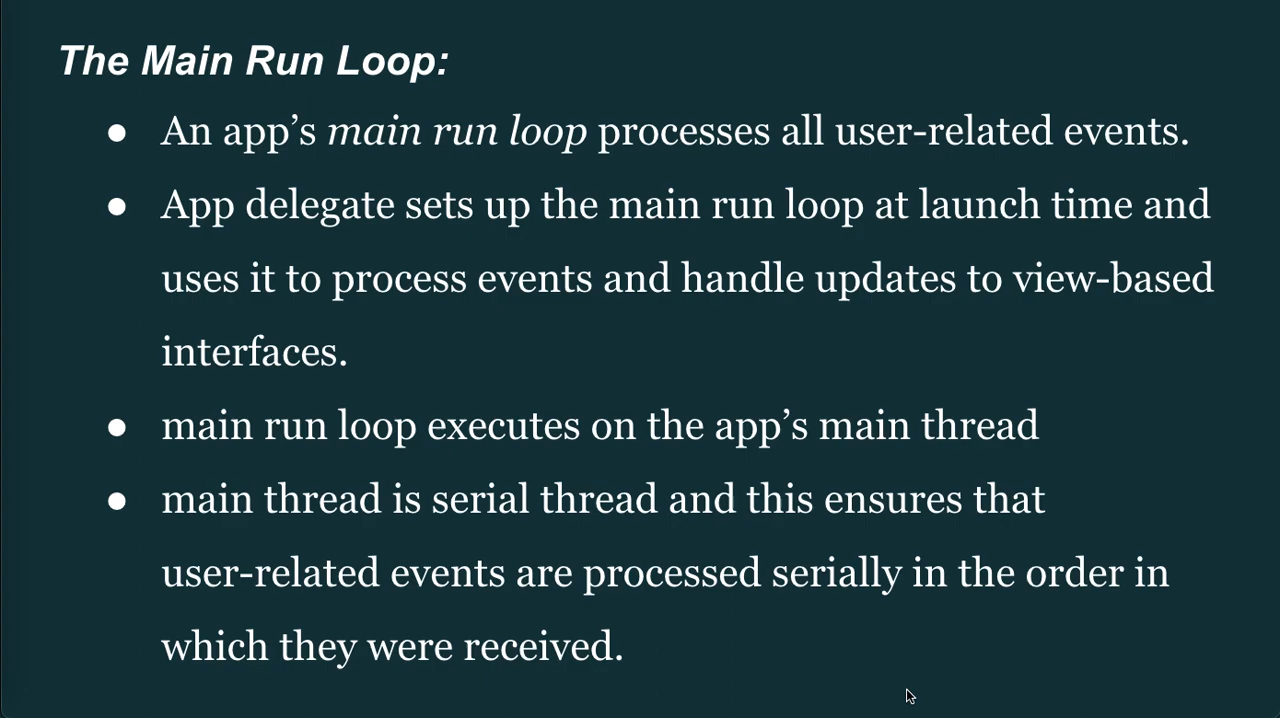 The Main Run Loop:
● An app’s main run loop processes all user-related events.
● App delegate sets up the main run loop at launch time and
uses it to process events and handle updates to view-based
interfaces.
● main run loop executes on the app’s main thread
● main thread is serial thread and this ensures that
user-related events are processed serially in the order in
which they were received.